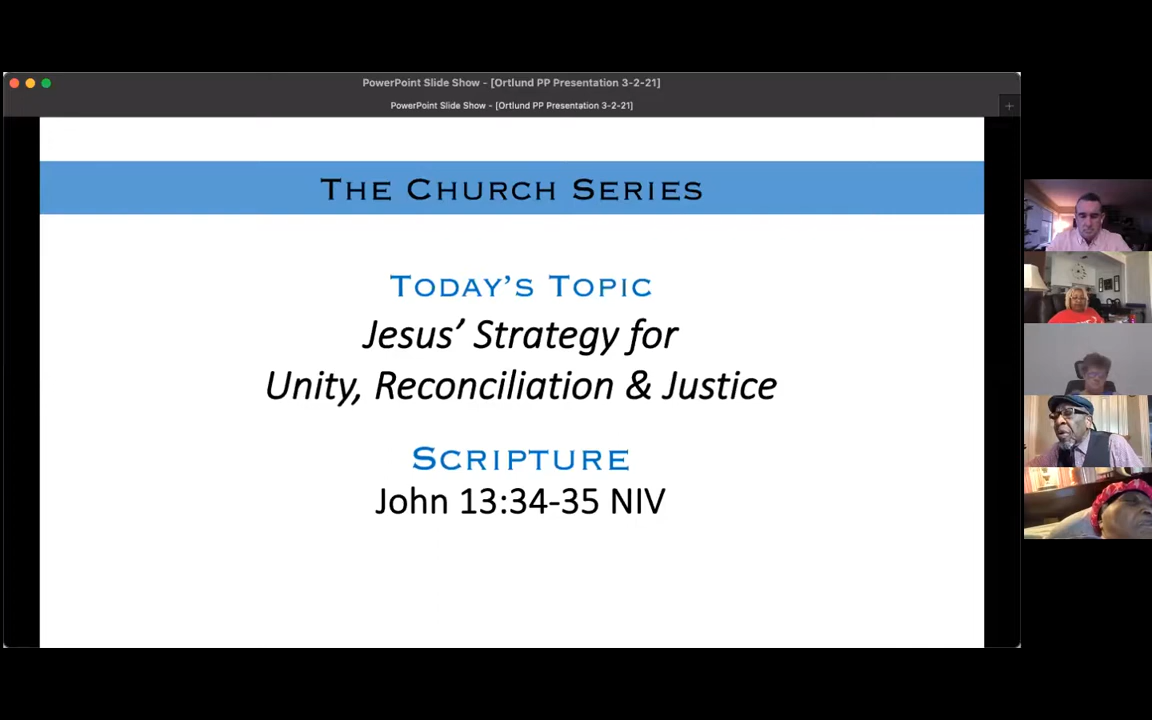 PowerPoint Slide Show - [Ortlund PP Presentation 3-2-21]
PowerPoint Slide Show - [Ortlund PP Presentation 3-2-21]
+
The Church Series
Today's Topic
Jesus' Strategy for
Unity, Reconciliation & Justice
Scripture
John 13:34-35 NIV